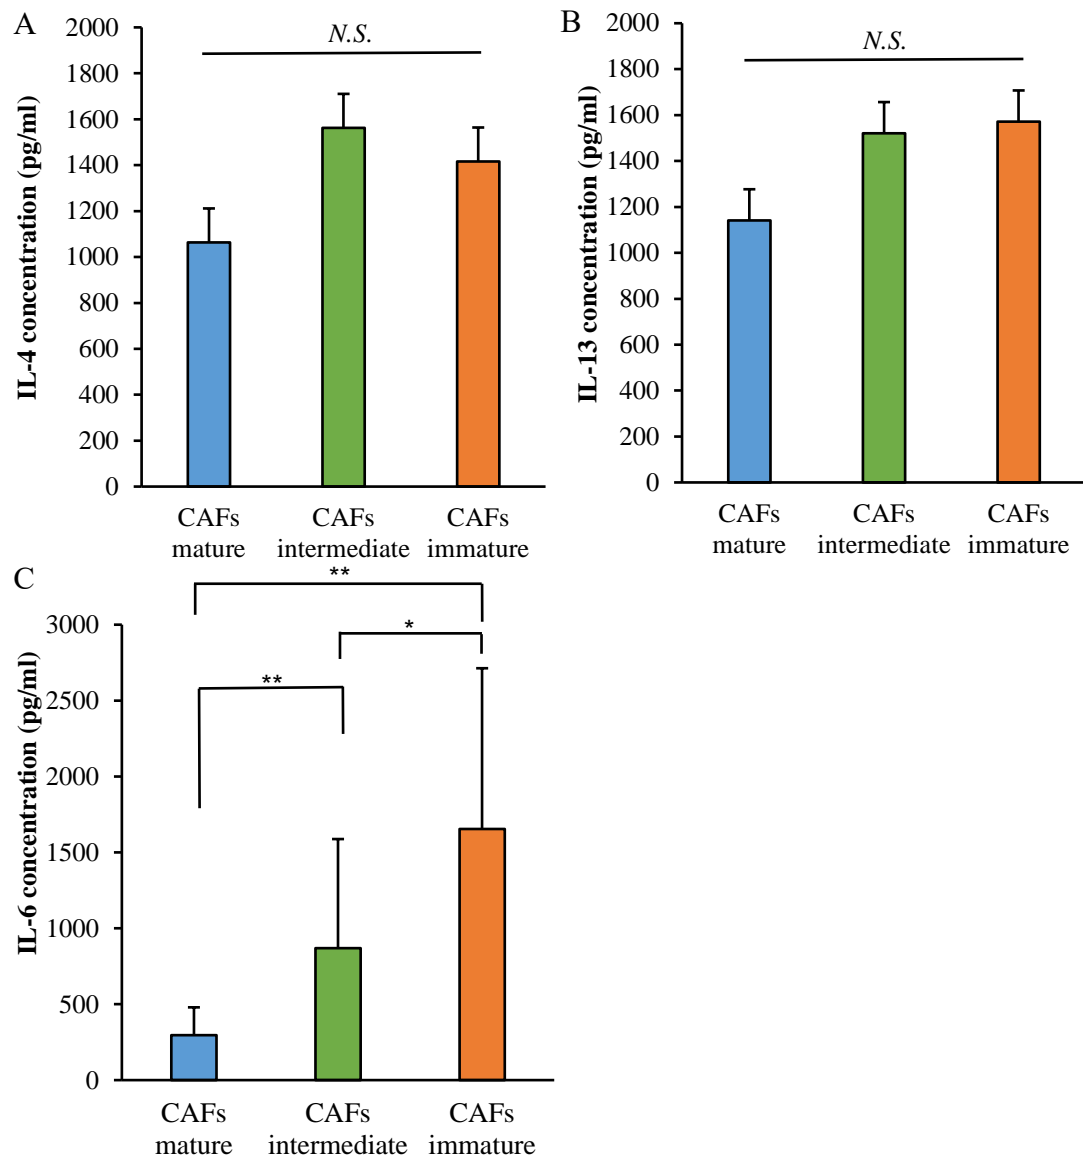 A
IL-4 concentration (pg/ml)
2000
1800
1600
1400
1200
1000
800
600
400
200
0
N.S.
CAFs
mature
CAFs
intermediate
CAFs
immature
B
IL-13 concentration (pg/ml)
2000
1800
1600
1400
1200
1000
800
600
400
200
0
N.S.
CAFs
mature
CAFs
intermediate
CAFs
immature
C
IL-6 concentration (pg/ml)
3000
2500
2000
1500
1000
500
0
**
*
**
CAFs
mature
CAFs
intermediate
CAFs
immature